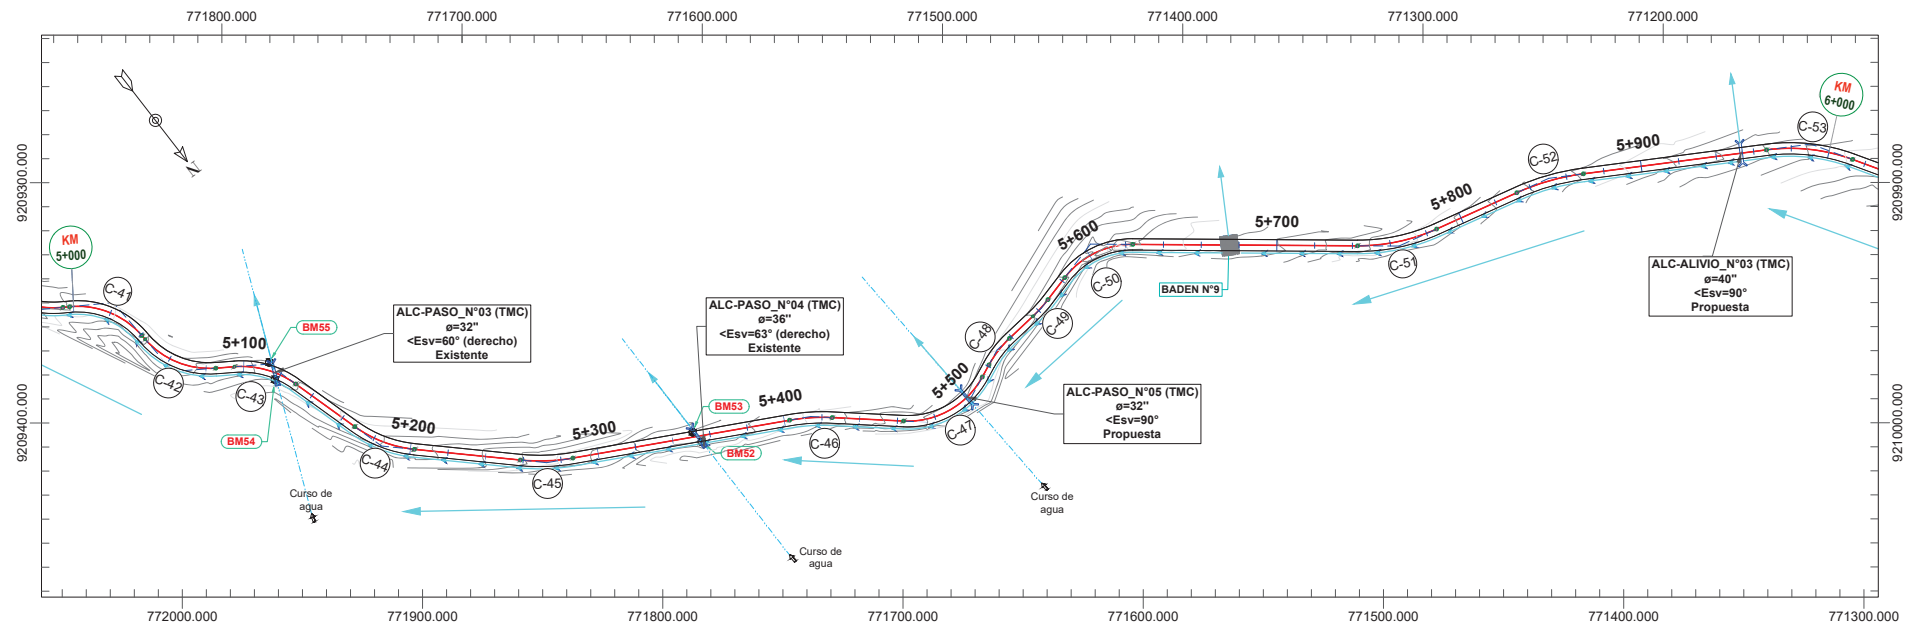 771800.000 771700.000 771600.000 771500.000 771400.000 771300.000 771200.000
N
KM
6+000
C-53
5+900
C-52
5+800
5+700
5+600
9209300.000
9209900.000
KM
5+000
C-41
C-51
C-50
BADEN N°9
ALC-ALIVIO_N°03 (TMC)
ø=40"
<Esv=90°
Propuesta
ALC-PASO_N°03 (TMC)
ø=32"
<Esv=60° (derecho)
Existente
ALC-PASO_N°04 (TMC)
ø=36"
<Esv=63° (derecho)
Existente
BM55
5+100
C-49
C-48
C-42
C-43
5+500
5+400
ALC-PASO_N°05 (TMC)
ø=32"
<Esv=90°
Propuesta
BM53
5+200
5+300
BM54
BM52
C-47
C-46
C-44
C-45
9209400.000
9210000.000
Curso de
agua
Curso de
agua
Curso de
agua
772000.000 771900.000 771800.000 771700.000 771600.000 771500.000 771400.000 771300.000